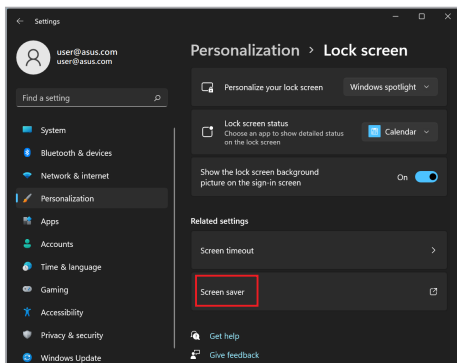 Settings
user@asus.com
user@asus.com
Find a setting
System
Bluetooth & devices
Network & internet
Personalization
Apps
Accounts
Time & language
Gaming
Accessibility
Privacy & security
Windows Update
Personalization > Lock screen
Personalize your lock screen
Windows spotlight
Lock screen status
Choose an app to show detailed status
on the lock screen
Calendar
Show the lock screen background
picture on the sign-in screen
On
Related settings
Screen timeout
Screen saver
Get help
Give feedback